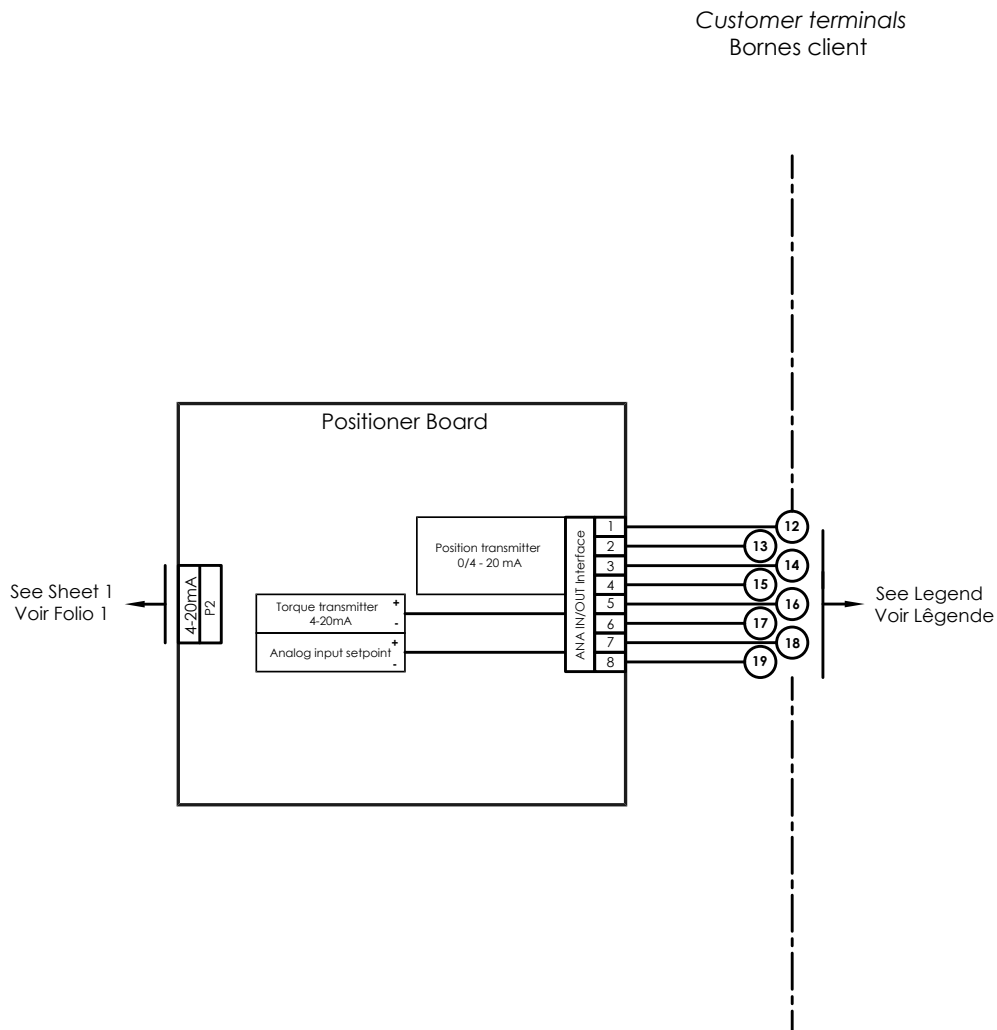 Customer terminals
Bornes client
Positioner Board
Position transmitter
0/4 - 20 mA
ANA IN/OUT Interface
1
2
3
4
5
6
7
8
12
13
14
15
16
17
18
19
See Sheet 1
Voir Folio 1
4-20mA
P2
Torque transmitter
4-20mA
+
-
Analog input setpoint
+
-
See Legend
Voir Lêgende